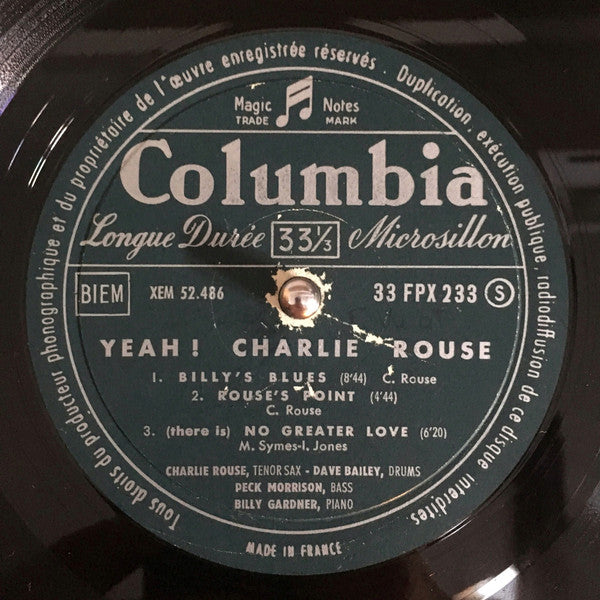 Tous droits du producteur phonographique et du propriétaire de l'œuvre enregistrée réservés. Duplication, exécution publique, radiodiffusion de ce disque interdites.
Magic Notes
TRADE MARK
Columbia
Longue Durée 33⅓ Microsillon
BIEM XEM 52.486 33 FPX 233 S
YEAH! CHARLIE ROUSE
1. BILLY'S BLUES (8'44) C. Rouse
2. ROUSE'S POINT (4'44)
C. Rouse
3. (there is) NO GREATER LOVE (6'20)
M. Symes-I. Jones
CHARLIE ROUSE, TENOR SAX - DAVE BAILEY, DRUMS
PECK MORRISON, BASS
BILLY GARDNER, PIANO
MADE IN FRANCE